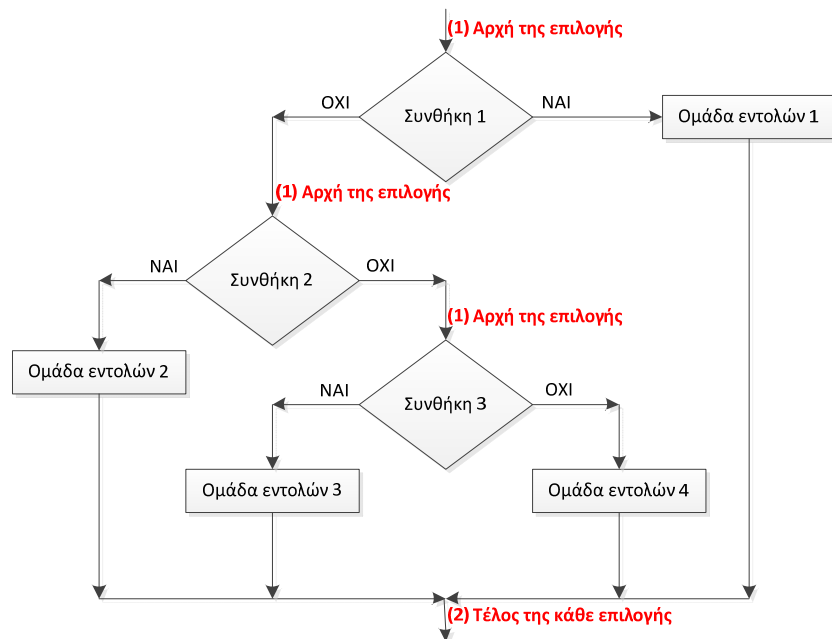 (1) Αρχή της επιλογής
ΟΧΙ
Συνθήκη 1
ΝΑΙ
Ομάδα εντολών 1
(1) Αρχή της επιλογής
ΝΑΙ
Συνθήκη 2
ΟΧΙ
(1) Αρχή της επιλογής
Ομάδα εντολών 2
ΝΑΙ
Συνθήκη 3
ΟΧΙ
Ομάδα εντολών 3
Ομάδα εντολών 4
(2) Τέλος της κάθε επιλογής